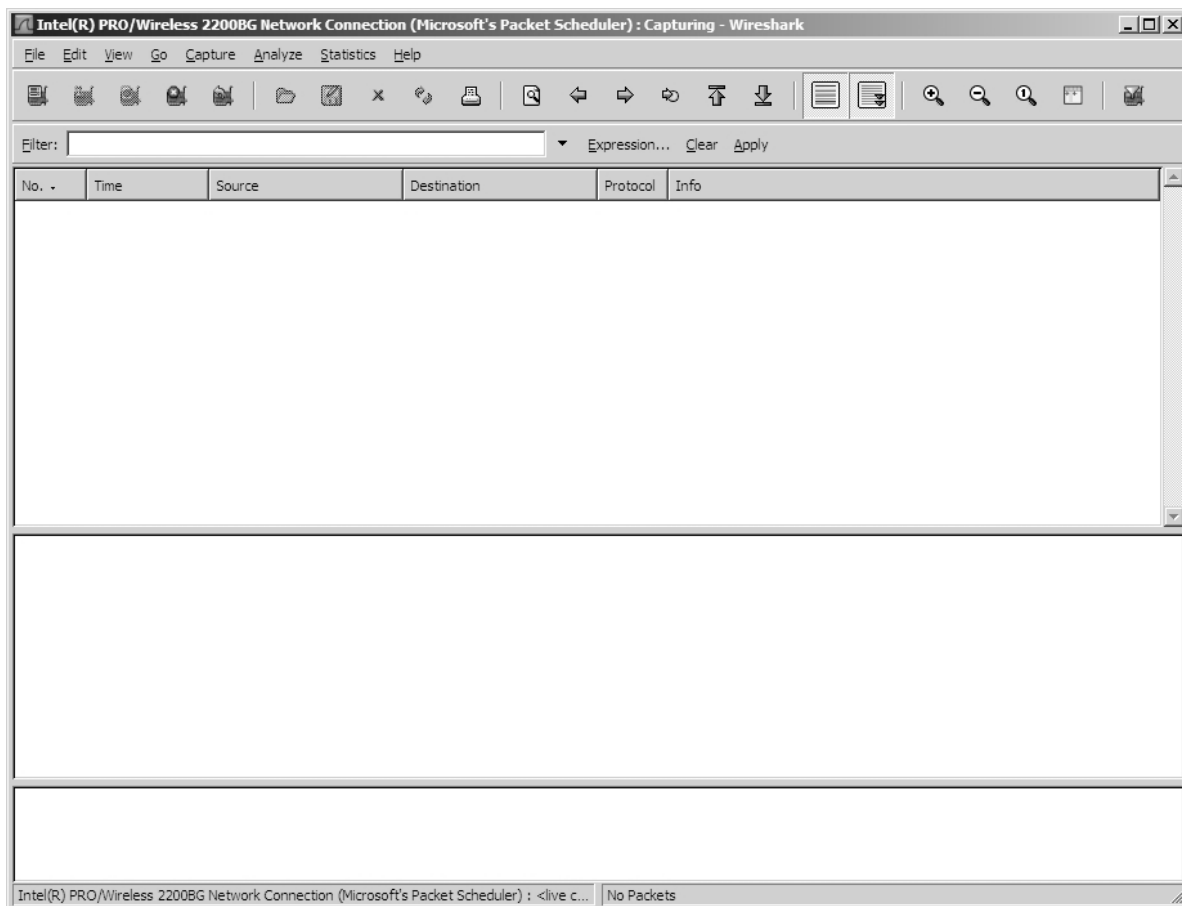 Intel(R) PRO/Wireless 2200BG Network Connection (Microsoft's Packet Scheduler) : Capturing - Wireshark
File Edit View Go Capture Analyze Statistics Help
Filter: Expression... Clear Apply
No. Time Source Destination Protocol Info
Intel(R) PRO/Wireless 2200BG Network Connection (Microsoft's Packet Scheduler) : <live c... No Packets